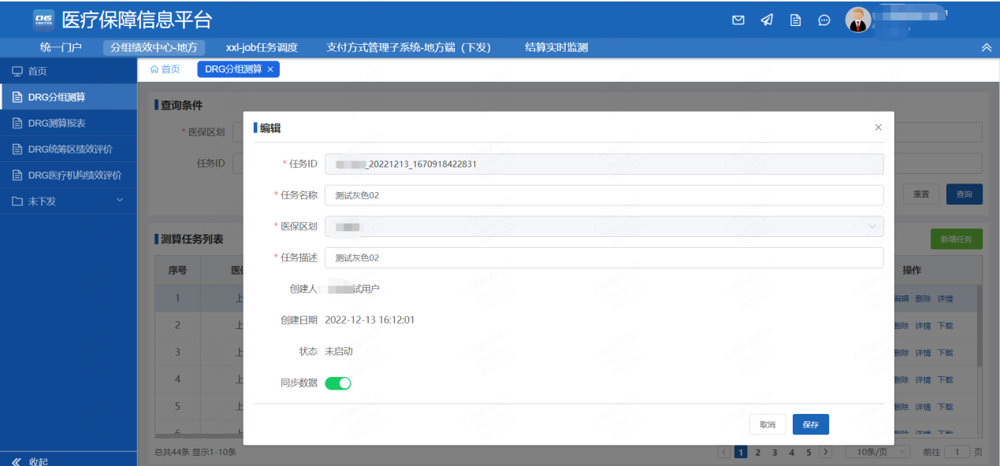 CHS 医疗保障信息平台
统一门户 分组绩效中心-地方 xxl-job任务调度 支付方式管理子系统-地方端（下发） 结算实时监测
首页
DRG分组测算
DRG测算报表
DRG统筹区绩效评价
DRG医疗机构绩效评价
未下发
收起
首页 DRG分组测算 ×
查询条件
* 医保区划
任务ID
重置 查询
测算任务列表
新增任务
序号 医 操作
1 上 编辑 删除 详情
2 上 删除 详情 下载
3 上 删除 详情 下载
4 上 删除 详情 下载
5 上 删除 详情 下载
6 上 删除 详情 下载
总共44条 显示1-10条
1 2 3 4 5 10条/页 前往 1 页
编辑
* 任务ID _20221213_1670918422831
* 任务名称 测试灰色02
* 医保区划
* 任务描述 测试灰色02
创建人 试用户
创建日期 2022-12-13 16:12:01
状态 未启动
同步数据
取消 保存